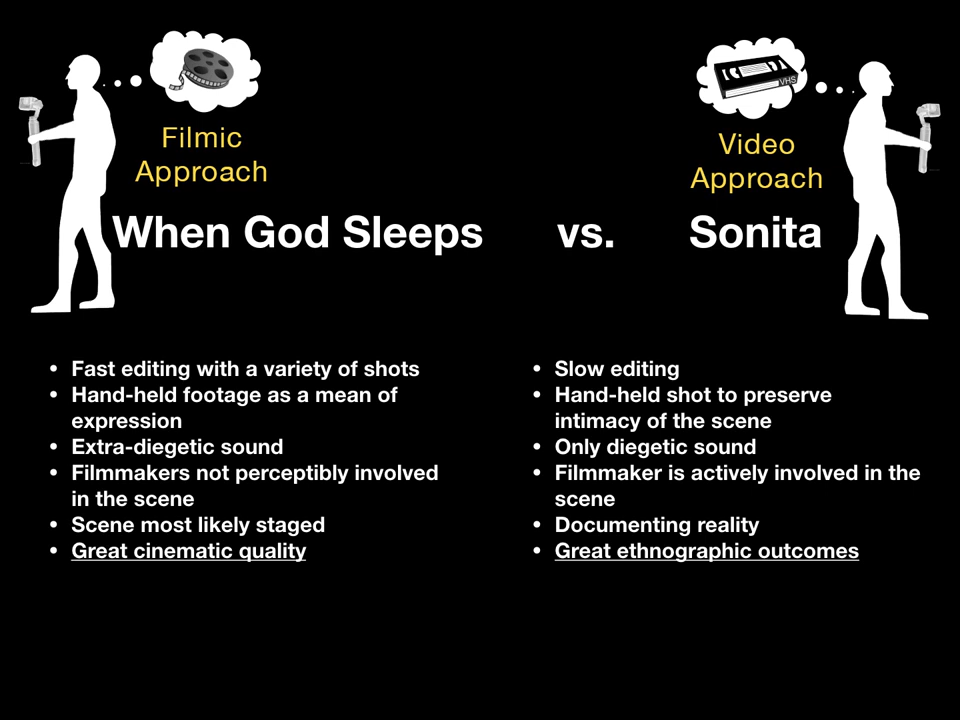 VHS
Filmic
Approach
Video
Approach
When God Sleeps vs. Sonita
• Fast editing with a variety of shots
• Hand-held footage as a mean of
expression
• Extra-diegetic sound
• Filmmakers not perceptibly involved
in the scene
• Scene most likely staged
• Great cinematic quality
• Slow editing
• Hand-held shot to preserve
intimacy of the scene
• Only diegetic sound
• Filmmaker is actively involved in the
scene
• Documenting reality
• Great ethnographic outcomes